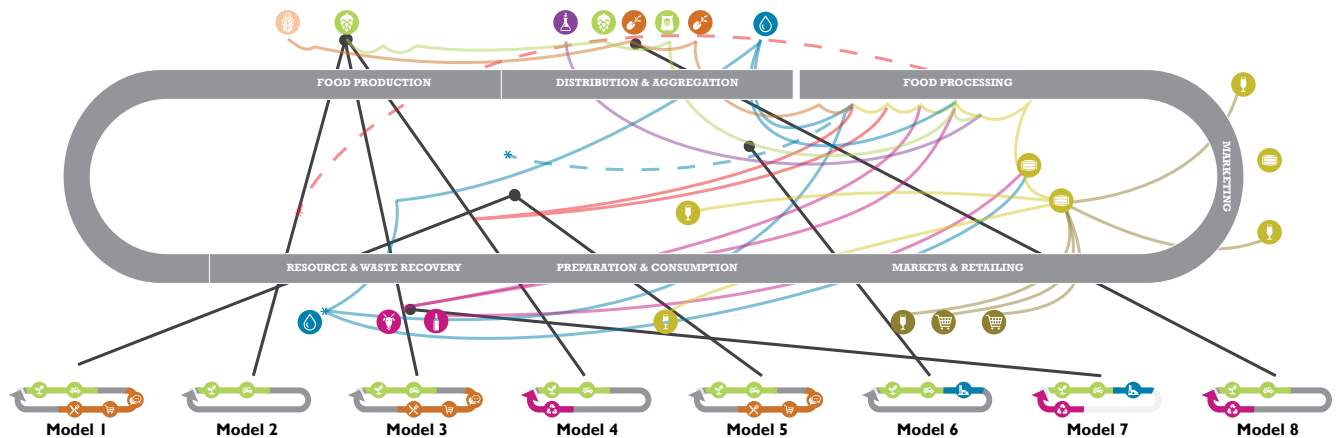 FOOD PRODUCTION
DISTRIBUTION & AGGREGATION
FOOD PROCESSING
MARKETING
RESOURCE & WASTE RECOVERY
PREPARATION & CONSUMPTION
MARKETS & RETAILING
Model 1
Model 2
Model 3
Model 4
Model 5
Model 6
Model 7
Model 8